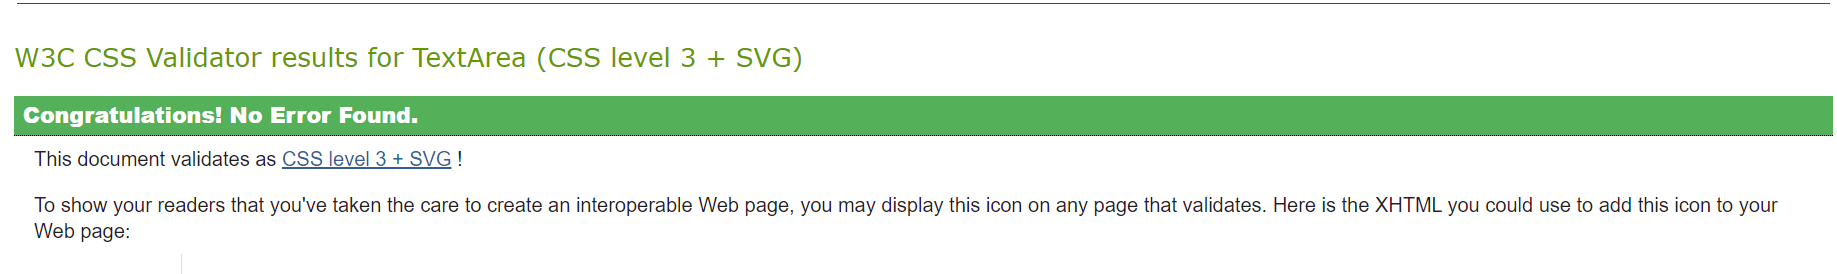 W3C CSS Validator results for TextArea (CSS level 3 + SVG)
Congratulations! No Error Found.
This document validates as CSS level 3 + SVG !
To show your readers that you've taken the care to create an interoperable Web page, you may display this icon on any page that validates. Here is the XHTML you could use to add this icon to your
Web page: